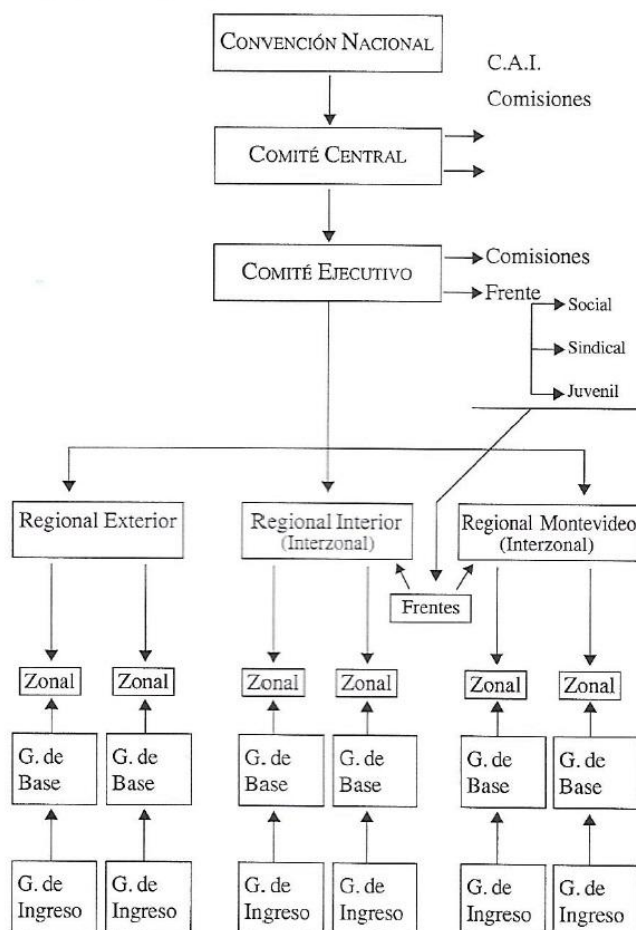 CONVENCIÓN NACIONAL
C.A.I.
Comisiones
COMITÉ CENTRAL
COMITÉ EJECUTIVO
Comisiones
Frente
Social
Sindical
Juvenil
Regional Exterior
Regional Interior
(Interzonal)
Regional Montevideo
(Interzonal)
Frentes
Zonal
Zonal
Zonal
Zonal
Zonal
Zonal
G. de
Base
G. de
Base
G. de
Base
G. de
Base
G. de
Base
G. de
Base
G. de
Ingreso
G. de
Ingreso
G. de
Ingreso
G. de
Ingreso
G. de
Ingreso
G. de
Ingreso